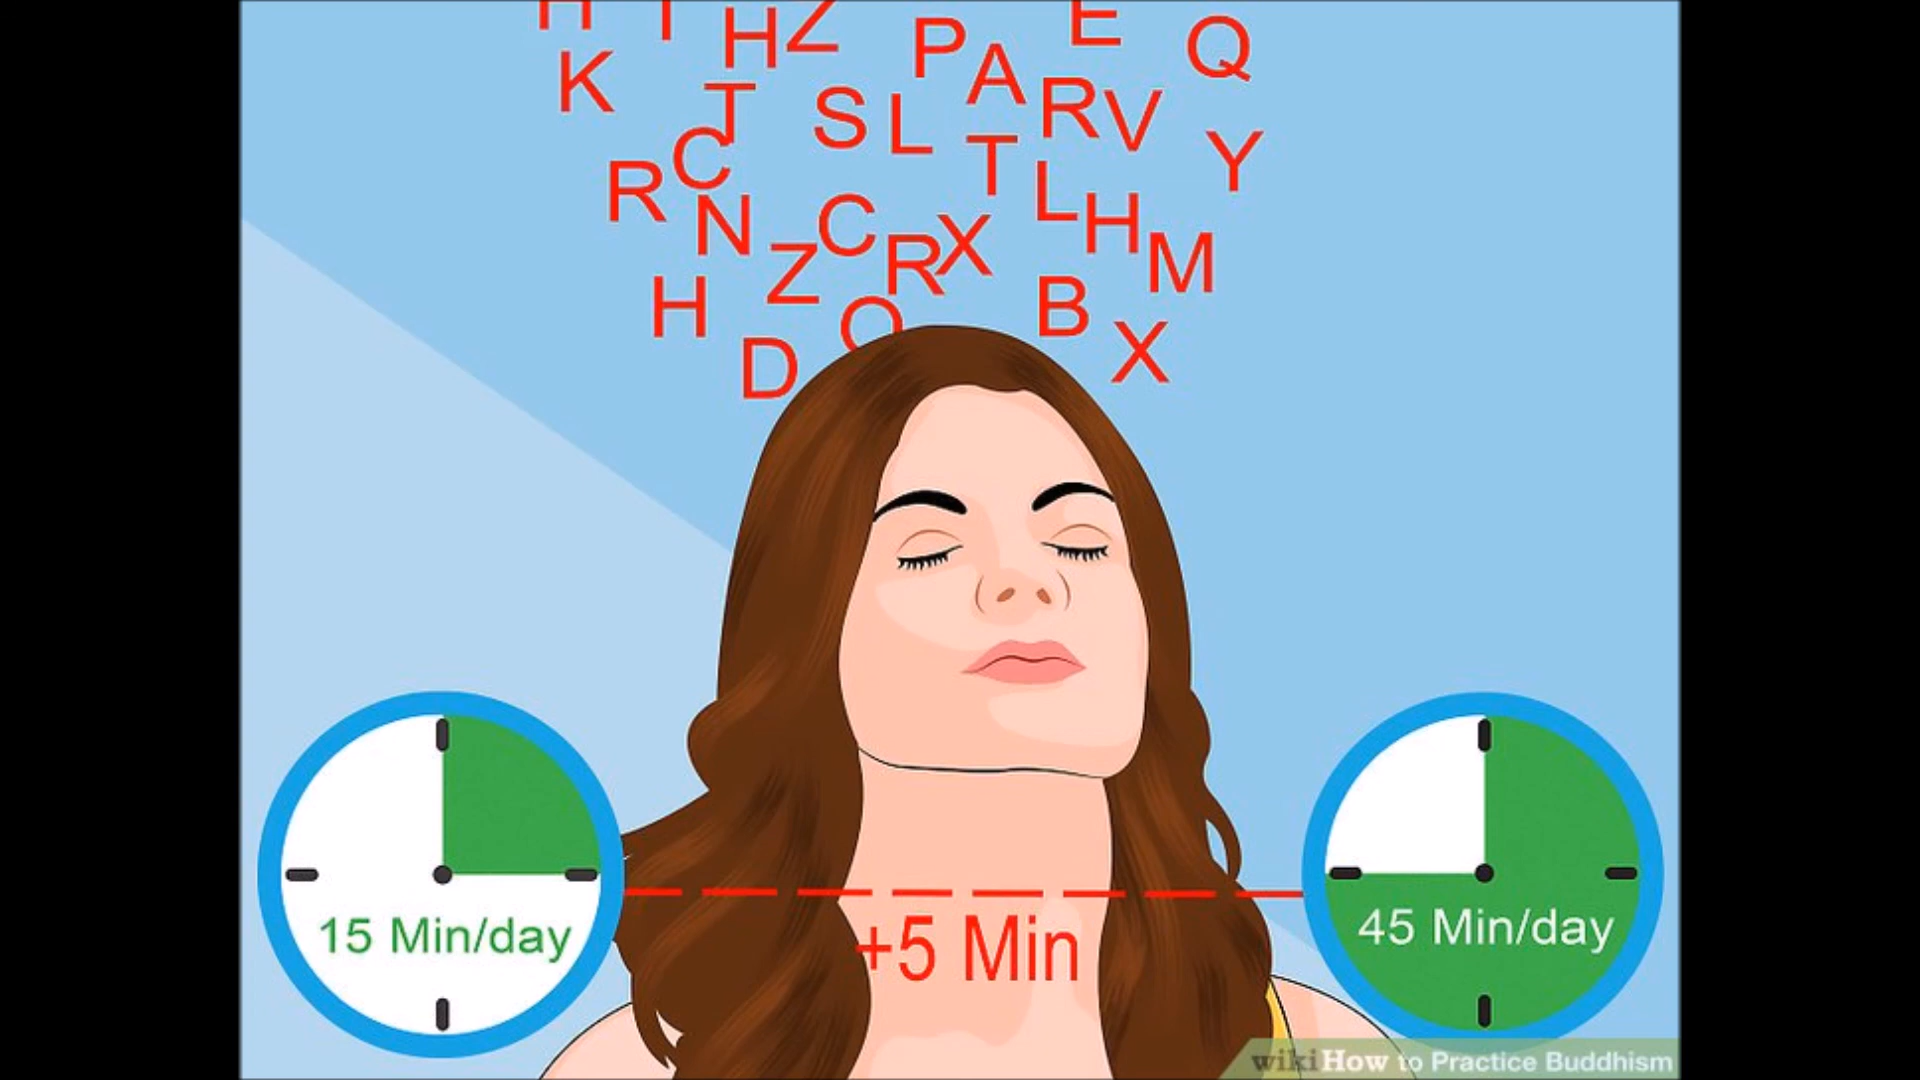 H T H Z P E Q
K T S L A R V
R C T L Y
N Z C R X H M
H O B
D X
15 Min/day
+5 Min
45 Min/day
wikiHow to Practice Buddhism